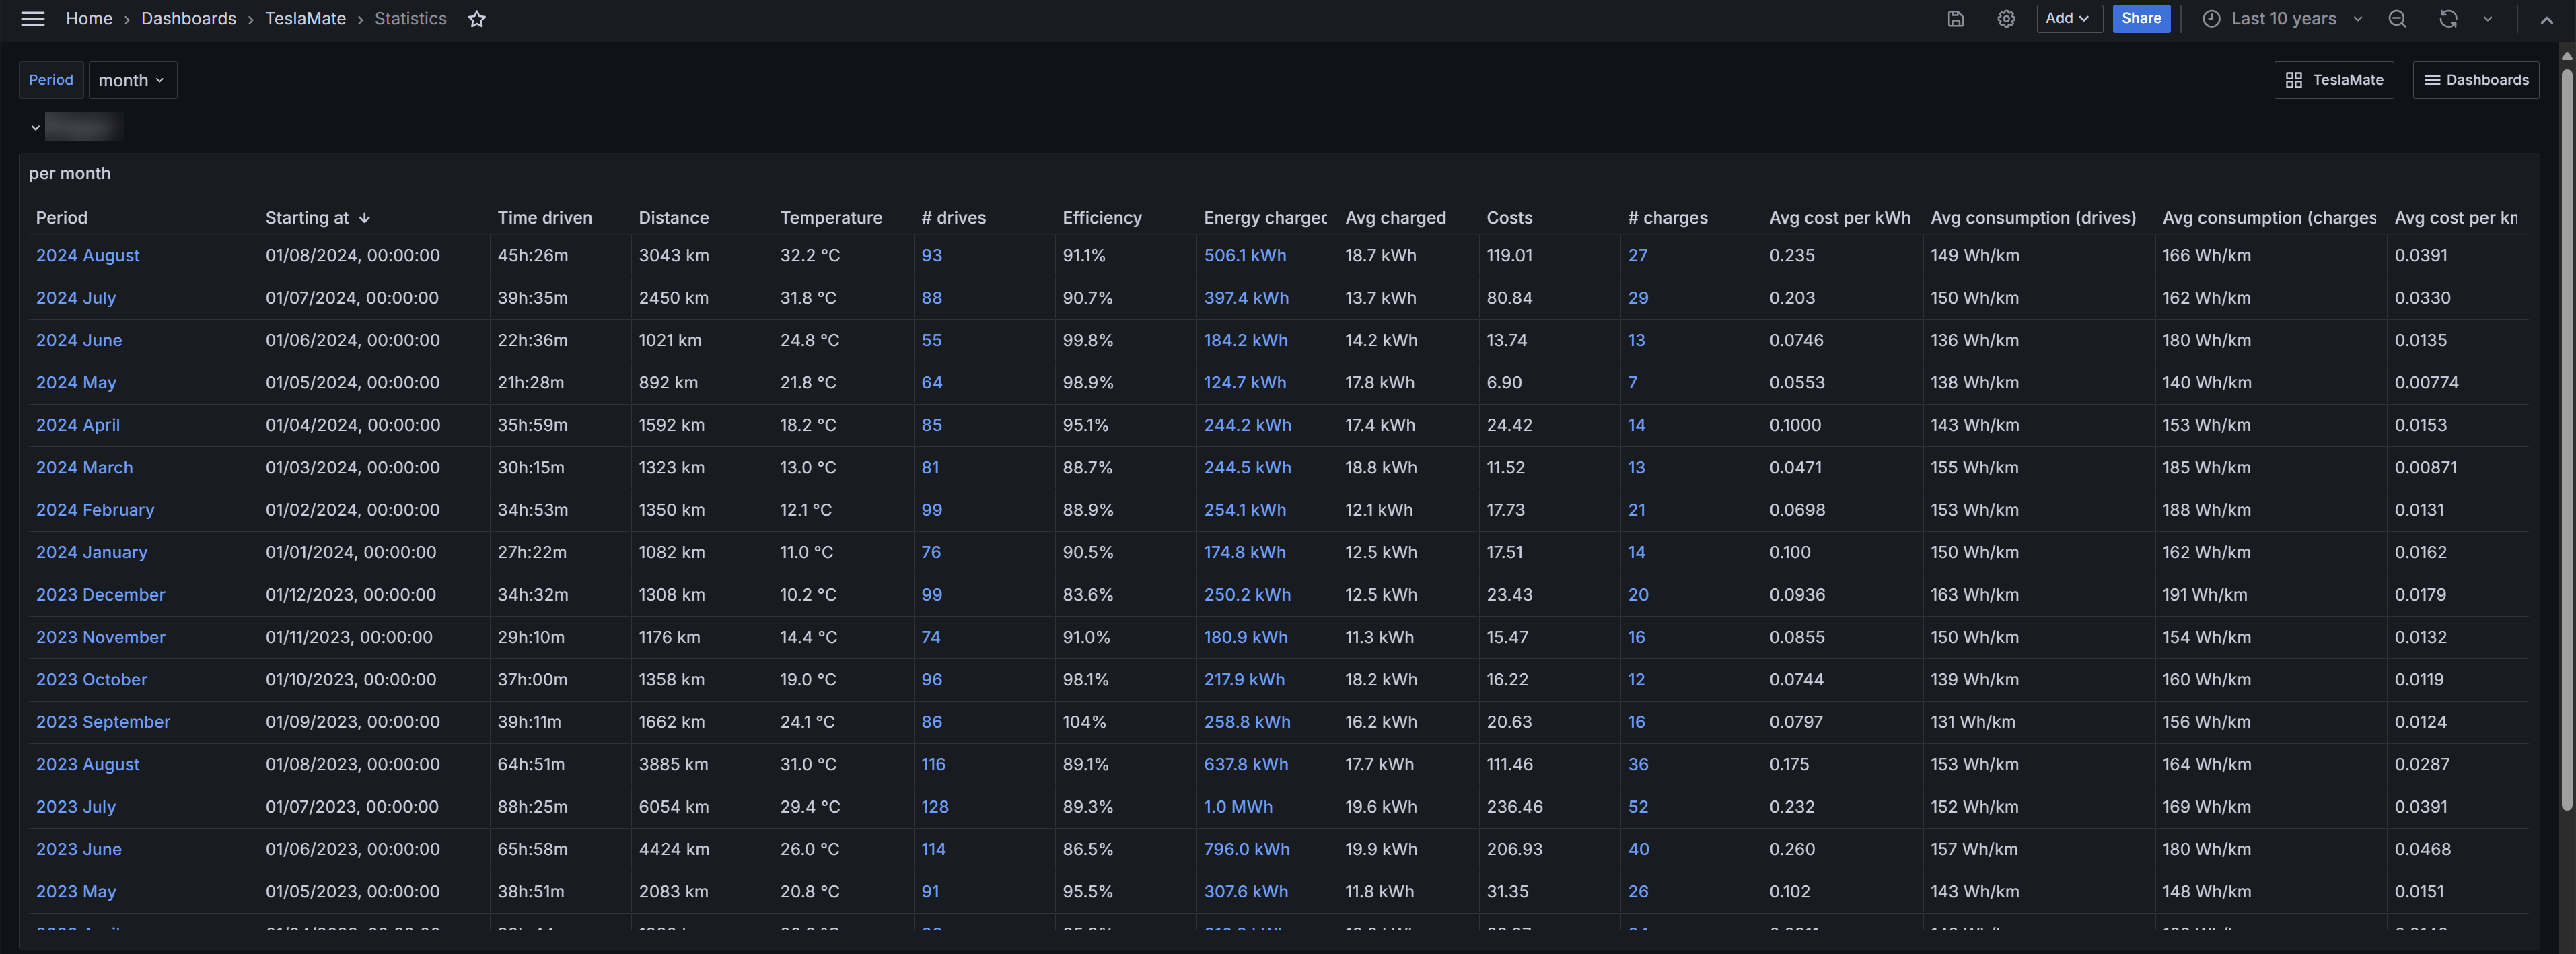 Home › Dashboards › TeslaMate › Statistics Add Share Last 10 years
Period month TeslaMate Dashboards
per month
Period Starting at ↓ Time driven Distance Temperature # drives Efficiency Energy charged Avg charged Costs # charges Avg cost per kWh Avg consumption (drives) Avg consumption (charges Avg cost per km
2024 August 01/08/2024, 00:00:00 45h:26m 3043 km 32.2 °C 93 91.1% 506.1 kWh 18.7 kWh 119.01 27 0.235 149 Wh/km 166 Wh/km 0.0391
2024 July 01/07/2024, 00:00:00 39h:35m 2450 km 31.8 °C 88 90.7% 397.4 kWh 13.7 kWh 80.84 29 0.203 150 Wh/km 162 Wh/km 0.0330
2024 June 01/06/2024, 00:00:00 22h:36m 1021 km 24.8 °C 55 99.8% 184.2 kWh 14.2 kWh 13.74 13 0.0746 136 Wh/km 180 Wh/km 0.0135
2024 May 01/05/2024, 00:00:00 21h:28m 892 km 21.8 °C 64 98.9% 124.7 kWh 17.8 kWh 6.90 7 0.0553 138 Wh/km 140 Wh/km 0.00774
2024 April 01/04/2024, 00:00:00 35h:59m 1592 km 18.2 °C 85 95.1% 244.2 kWh 17.4 kWh 24.42 14 0.1000 143 Wh/km 153 Wh/km 0.0153
2024 March 01/03/2024, 00:00:00 30h:15m 1323 km 13.0 °C 81 88.7% 244.5 kWh 18.8 kWh 11.52 13 0.0471 155 Wh/km 185 Wh/km 0.00871
2024 February 01/02/2024, 00:00:00 34h:53m 1350 km 12.1 °C 99 88.9% 254.1 kWh 12.1 kWh 17.73 21 0.0698 153 Wh/km 188 Wh/km 0.0131
2024 January 01/01/2024, 00:00:00 27h:22m 1082 km 11.0 °C 76 90.5% 174.8 kWh 12.5 kWh 17.51 14 0.100 150 Wh/km 162 Wh/km 0.0162
2023 December 01/12/2023, 00:00:00 34h:32m 1308 km 10.2 °C 99 83.6% 250.2 kWh 12.5 kWh 23.43 20 0.0936 163 Wh/km 191 Wh/km 0.0179
2023 November 01/11/2023, 00:00:00 29h:10m 1176 km 14.4 °C 74 91.0% 180.9 kWh 11.3 kWh 15.47 16 0.0855 150 Wh/km 154 Wh/km 0.0132
2023 October 01/10/2023, 00:00:00 37h:00m 1358 km 19.0 °C 96 98.1% 217.9 kWh 18.2 kWh 16.22 12 0.0744 139 Wh/km 160 Wh/km 0.0119
2023 September 01/09/2023, 00:00:00 39h:11m 1662 km 24.1 °C 86 104% 258.8 kWh 16.2 kWh 20.63 16 0.0797 131 Wh/km 156 Wh/km 0.0124
2023 August 01/08/2023, 00:00:00 64h:51m 3885 km 31.0 °C 116 89.1% 637.8 kWh 17.7 kWh 111.46 36 0.175 153 Wh/km 164 Wh/km 0.0287
2023 July 01/07/2023, 00:00:00 88h:25m 6054 km 29.4 °C 128 89.3% 1.0 MWh 19.6 kWh 236.46 52 0.232 152 Wh/km 169 Wh/km 0.0391
2023 June 01/06/2023, 00:00:00 65h:58m 4424 km 26.0 °C 114 86.5% 796.0 kWh 19.9 kWh 206.93 40 0.260 157 Wh/km 180 Wh/km 0.0468
2023 May 01/05/2023, 00:00:00 38h:51m 2083 km 20.8 °C 91 95.5% 307.6 kWh 11.8 kWh 31.35 26 0.102 143 Wh/km 148 Wh/km 0.0151